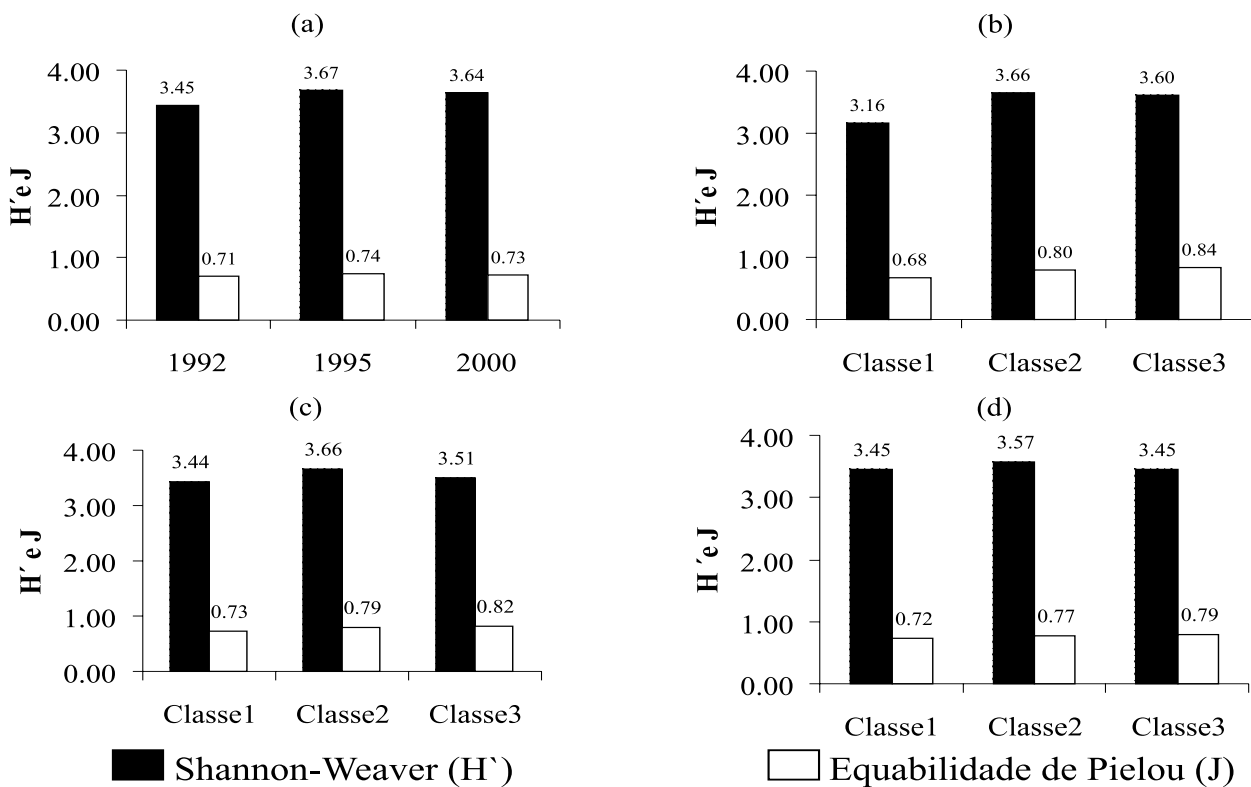 (a)
4.00
3.00
2.00
1.00
0.00
H´e J
3.45
0.71
3.67
0.74
3.64
0.73
1992
1995
2000
(b)
4.00
3.00
2.00
1.00
0.00
H´e J
3.16
0.68
3.66
0.80
3.60
0.84
Classe1
Classe2
Classe3
(c)
4.00
3.00
2.00
1.00
0.00
H´ e J
3.44
0.73
3.66
0.79
3.51
0.82
Classe1
Classe2
Classe3
(d)
4.00
3.00
2.00
1.00
0.00
H´e J
3.45
0.72
3.57
0.77
3.45
0.79
Classe1
Classe2
Classe3
Shannon-Weaver (H`)
Equabilidade de Pielou (J)